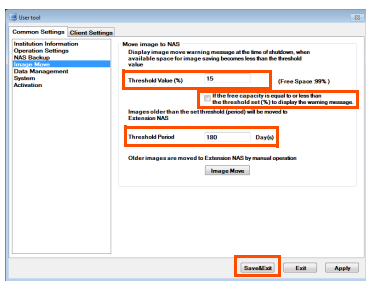 User tool
Common Settings Client Settings
Institution Information
Operation Settings
NAS Backup
Image Move
Data Management
System
Activation
Move image to NAS
Display image move warning message at the time of shutdown, when
available space for image saving becomes less than the threshold
value
Threshold Value (%) 15 (Free Space :99% )
If the free capacity is equal to or less than
the threshold set (%) to display the warning message.
Images older than the set threshold (period) will be moved to
Extension NAS
Threshold Period 180 Day(s)
Older images are moved to Extension NAS by manual operation
Image Move
Save&Exit Exit Apply